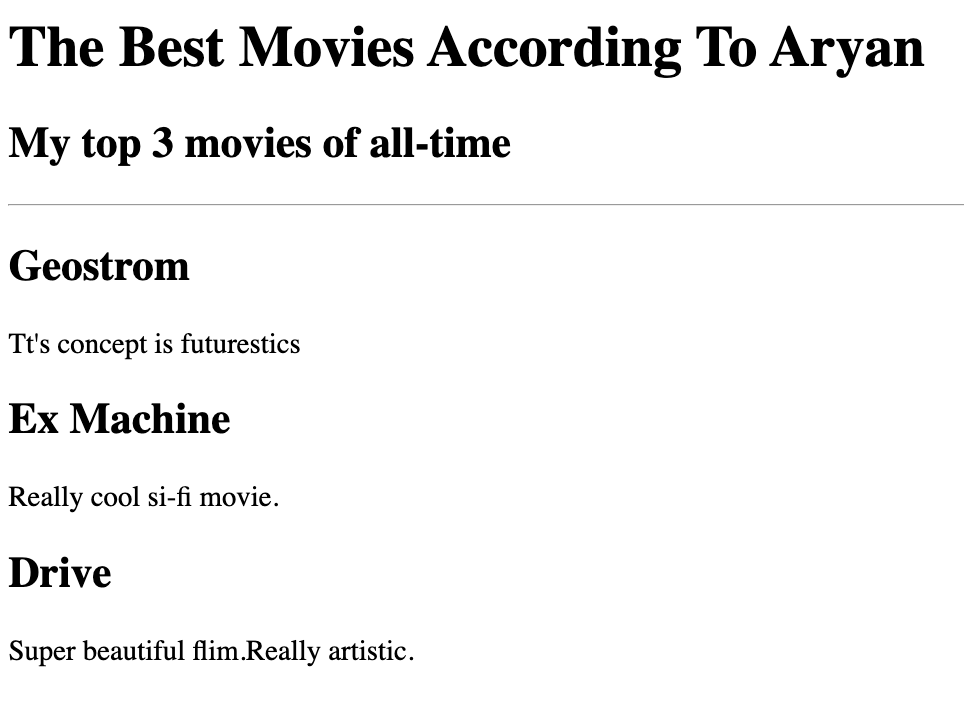 The Best Movies According To Aryan
My top 3 movies of all-time
Geostrom
Tt's concept is futurestics
Ex Machine
Really cool si-fi movie.
Drive
Super beautiful flim.Really artistic.